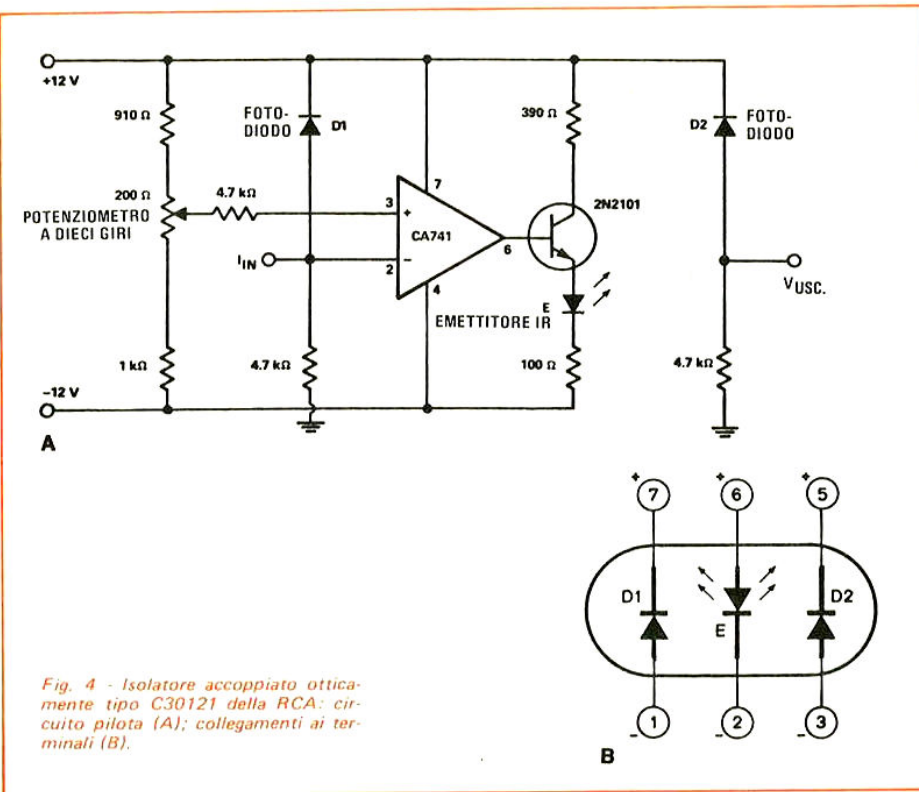 +12 V
910 Ω
FOTO-
DIODO
D1
390 Ω
D2
FOTO-
DIODO
200 Ω
POTENZIOMETRO
A DIECI GIRI
4.7 kΩ
3
+
7
CA741
6
2N2101
I IN
2
−
4
E
EMETTITORE IR
V USC.
1 kΩ
4.7 kΩ
100 Ω
4.7 kΩ
−12 V
A
+
7
+
6
+
5
D1
E
D2
−
1
−
2
−
3
B
Fig. 4 - Isolatore accoppiato ottica-
mente tipo C30121 della RCA: cir-
cuito pilota (A); collegamenti ai ter-
minali (B).